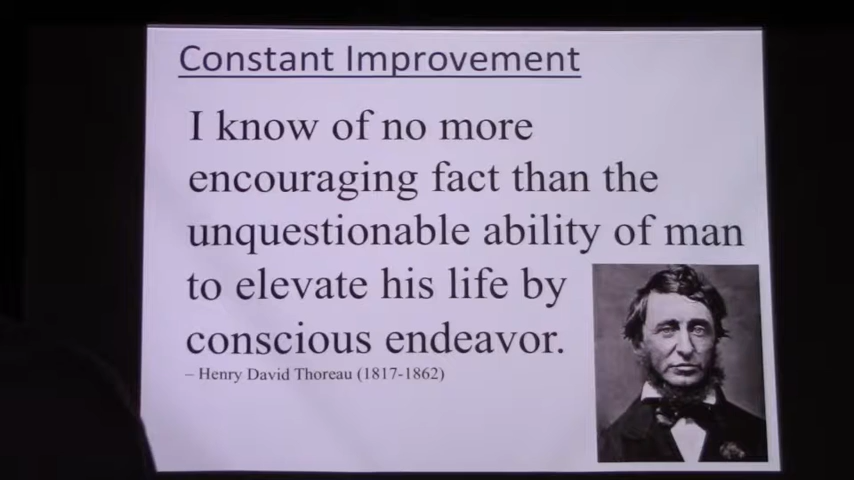 Constant Improvement
I know of no more
encouraging fact than the
unquestionable ability of man
to elevate his life by
conscious endeavor.
– Henry David Thoreau (1817-1862)